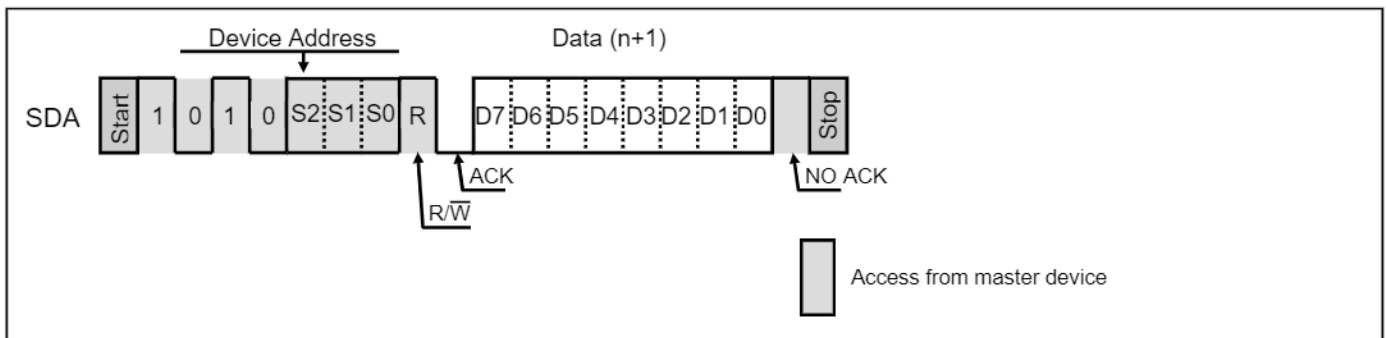 Device Address Data (n+1)
SDA Start 1 0 1 0 S2 S1 S0 R D7 D6 D5 D4 D3 D2 D1 D0 Stop
ACK NO ACK
R/W̅
Access from master device